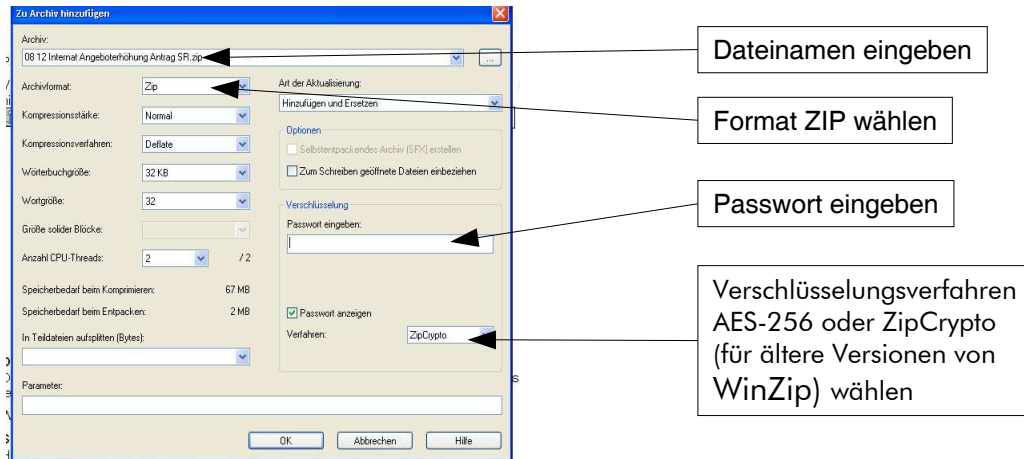 Zu Archiv hinzufügen
Archiv:
08 12 Internat Angeboterhöhung Antrag SR.zip
...
Archivformat: Zip
Kompressionsstärke: Normal
Kompressionsverfahren: Deflate
Wörterbuchgröße: 32 KB
Wortgröße: 32
Größe solider Blöcke:
Anzahl CPU-Threads: 2 / 2
Speicherbedarf beim Komprimieren: 67 MB
Speicherbedarf beim Entpacken: 2 MB
In Teildateien aufsplitten (Bytes):
Parameter:
Art der Aktualisierung:
Hinzufügen und Ersetzen
Optionen
Selbstentpackendes Archiv (SFX) erstellen
Zum Schreiben geöffnete Dateien einbeziehen
Verschlüsselung
Passwort eingeben:
Passwort anzeigen
Verfahren: ZipCrypto
OK Abbrechen Hilfe
Dateinamen eingeben
Format ZIP wählen
Passwort eingeben
Verschlüsselungsverfahren
AES-256 oder ZipCrypto
(für ältere Versionen von
WinZip) wählen